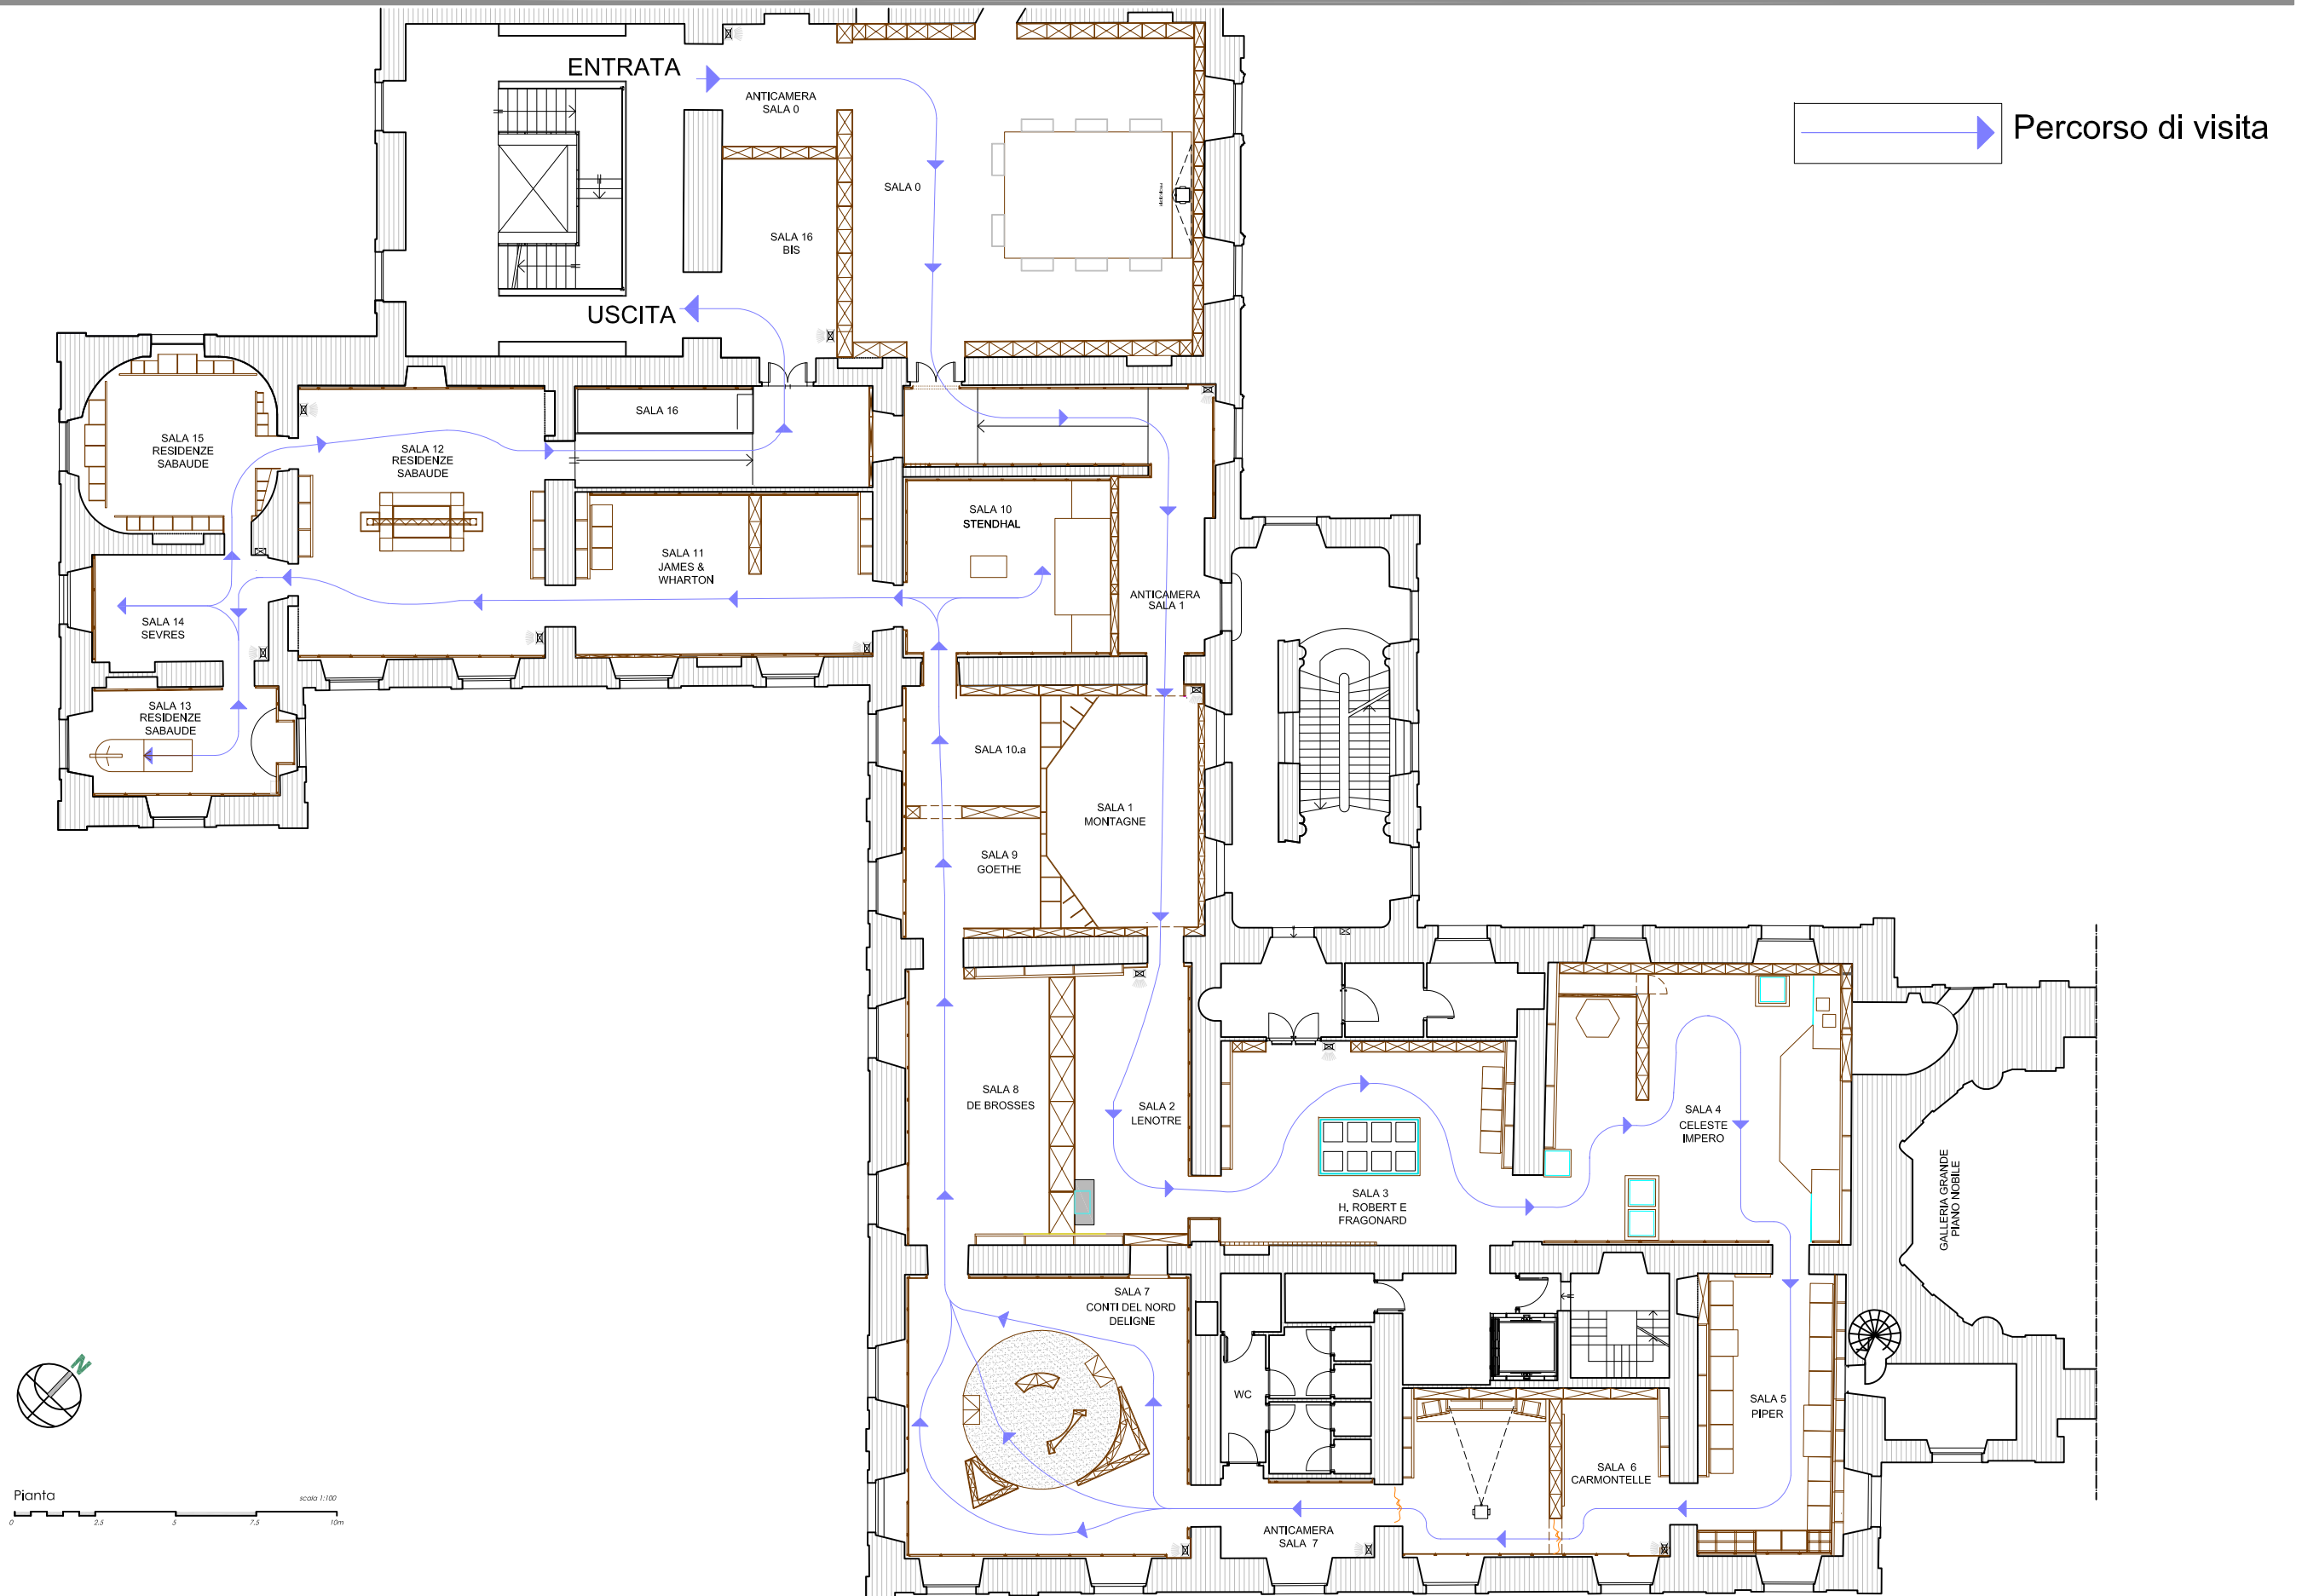 ENTRATA
ANTICAMERA
SALA 0
Percorso di visita
SALA 0
SALA 16
BIS
USCITA
SALA 16
SALA 15
RESIDENZE
SABAUDE
SALA 12
RESIDENZE
SABAUDE
SALA 10
STENDHAL
SALA 11
JAMES &
WHARTON
ANTICAMERA
SALA 1
SALA 14
SEVRES
SALA 13
RESIDENZE
SABAUDE
SALA 10.a
SALA 1
MONTAGNE
SALA 9
GOETHE
SALA 8
DE BROSSES
SALA 2
LENOTRE
SALA 4
CELESTE
IMPERO
SALA 3
H. ROBERT E
FRAGONARD
GALLERIA GRANDE
PIANO NOBILE
SALA 7
CONTI DEL NORD
DELIGNE
WC
SALA 5
PIPER
SALA 6
CARMONTELLE
ANTICAMERA
SALA 7
N
Pianta
scala 1:100
0 2,5 5 7,5 10m